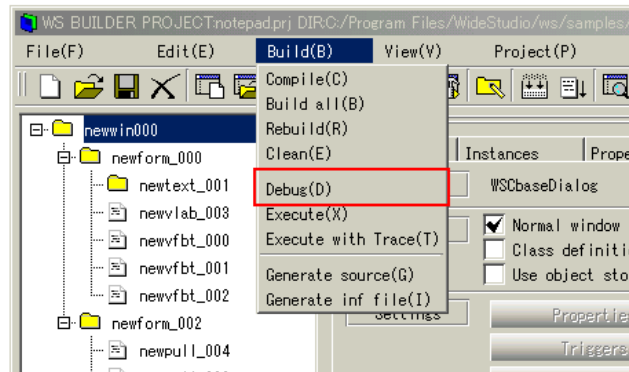 WS BUILDER PROJECT:notepad.prj DIRC:/Program Files/WideStudio/ws/samples/
File(F) Edit(E) Build(B) View(V) Project(P)
Compile(C)
Build all(B)
Rebuild(R)
Clean(E)
Debug(D)
Execute(X)
Execute with Trace(T)
Generate source(G)
Generate inf file(I)
newwin000
newform_000
newtext_001
newvlab_003
newvfbt_000
newvfbt_001
newvfbt_002
newform_002
newpull_004
Instances Prope
WSCbaseDialog
Normal window
Class definiti
Use object sto
Settings Propertie
Triggers